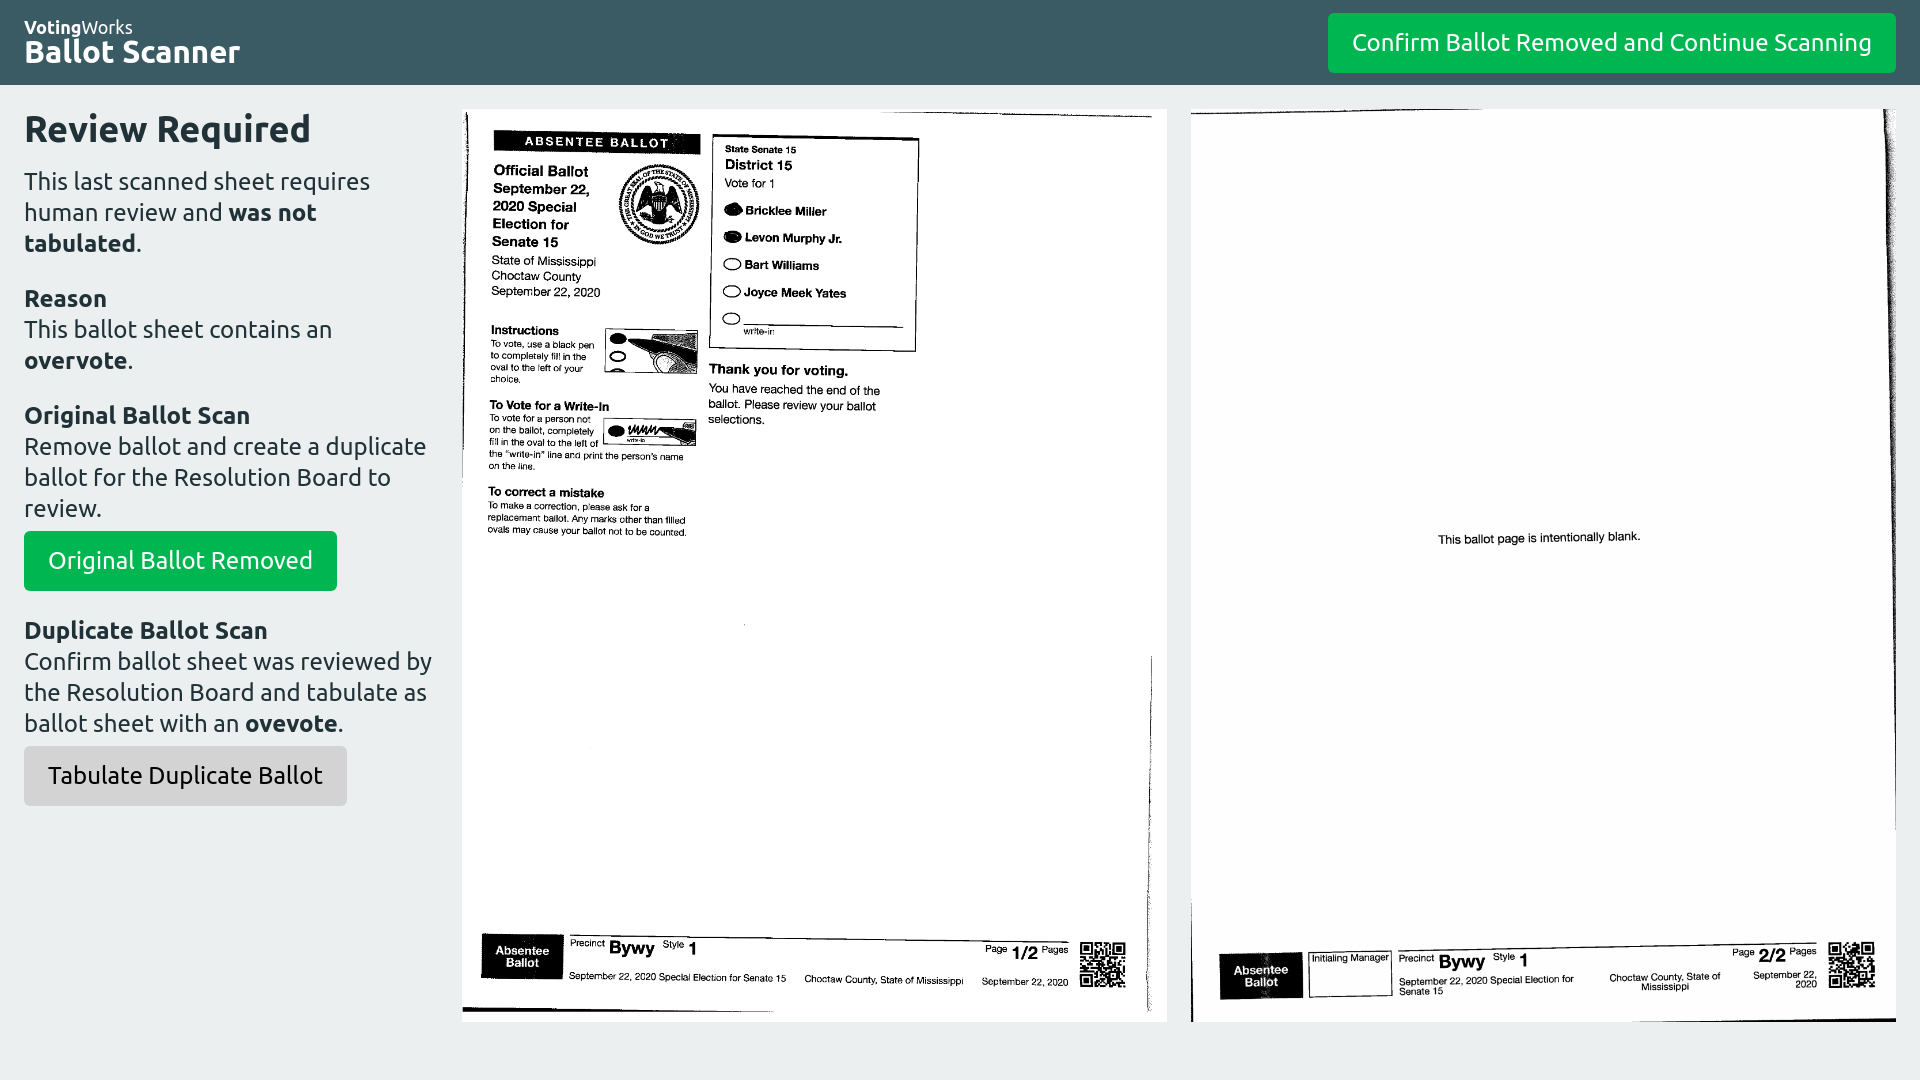 VotingWorks
Ballot Scanner
Confirm Ballot Removed and Continue Scanning
Review Required
This last scanned sheet requires
human review and was not
tabulated.
Reason
This ballot sheet contains an
overvote.
Original Ballot Scan
Remove ballot and create a duplicate
ballot for the Resolution Board to
review.
Original Ballot Removed
Duplicate Ballot Scan
Confirm ballot sheet was reviewed by
the Resolution Board and tabulate as
ballot sheet with an ovevote.
Tabulate Duplicate Ballot
ABSENTEE BALLOT
Official Ballot
September 22,
2020 Special
Election for
Senate 15
State of Mississippi
Choctaw County
September 22, 2020
THE GREAT SEAL OF THE STATE OF MISSISSIPPI
IN GOD WE TRUST
Instructions
To vote, use a black pen
to completely fill in the
oval to the left of your
choice.
To Vote for a Write-In
To vote for a person not
on the ballot, completely
fill in the oval to the left of
the "write-in" line and print the person's name
on the line.
write-in
To correct a mistake
To make a correction, please ask for a
replacement ballot. Any marks other than filled
ovals may cause your ballot not to be counted.
State Senate 15
District 15
Vote for 1
Bricklee Miller
Levon Murphy Jr.
Bart Williams
Joyce Meek Yates
write-in
Thank you for voting.
You have reached the end of the
ballot. Please review your ballot
selections.
Absentee
Ballot
Precinct Bywy Style 1
Page 1/2 Pages
September 22, 2020 Special Election for Senate 15
Choctaw County, State of Mississippi
September 22, 2020
This ballot page is intentionally blank.
Absentee
Ballot
Initialing Manager
Precinct Bywy Style 1
Page 2/2 Pages
September 22, 2020 Special Election for
Senate 15
Choctaw County, State of
Mississippi
September 22,
2020